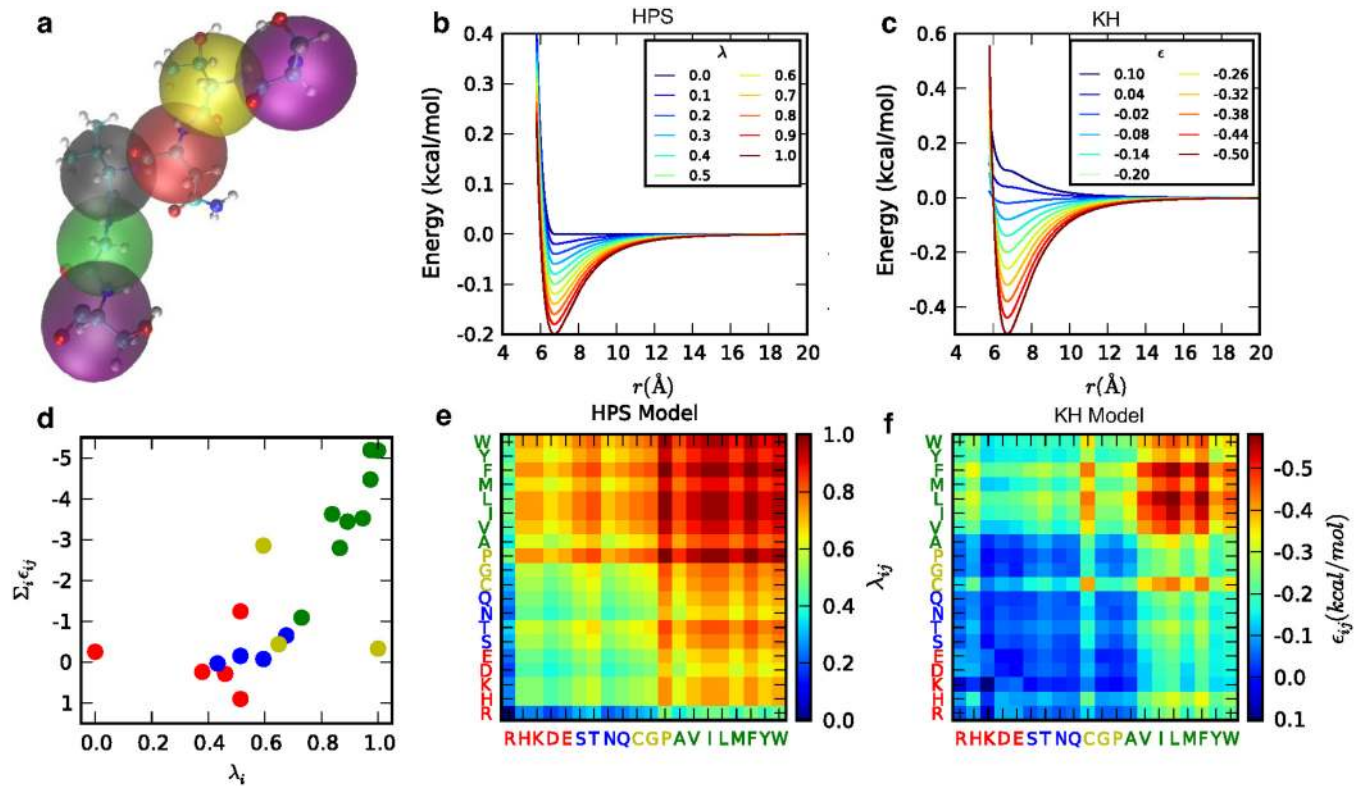 a
b
HPS
Energy (kcal/mol)
0.4
0.3
0.2
0.1
0.0
-0.1
-0.2
4 6 8 10 12 14 16 18 20
r(Å)
λ
0.0 0.6
0.1 0.7
0.2 0.8
0.3 0.9
0.4 1.0
0.5
c
KH
Energy (kcal/mol)
0.6
0.4
0.2
0.0
-0.2
-0.4
4 6 8 10 12 14 16 18 20
r(Å)
ϵ
0.10 -0.26
0.04 -0.32
-0.02 -0.38
-0.08 -0.44
-0.14 -0.50
-0.20
d
Σᵢϵᵢⱼ
-5
-4
-3
-2
-1
0
1
0.0 0.2 0.4 0.6 0.8 1.0
λᵢ
e
HPS Model
W
Y
F
M
L
I
V
A
P
G
C
Q
N
T
S
E
D
K
H
R
RHKDESTNQCGPAVILMFYW
1.0
0.8
0.6
0.4
0.2
0.0
λᵢⱼ
f
KH Model
W
Y
F
M
L
I
V
A
P
G
C
Q
N
T
S
E
D
K
H
R
RHKDESTNQCGPAVILMFYW
-0.5
-0.4
-0.3
-0.2
-0.1
0.0
0.1
ϵᵢⱼ(kcal/mol)